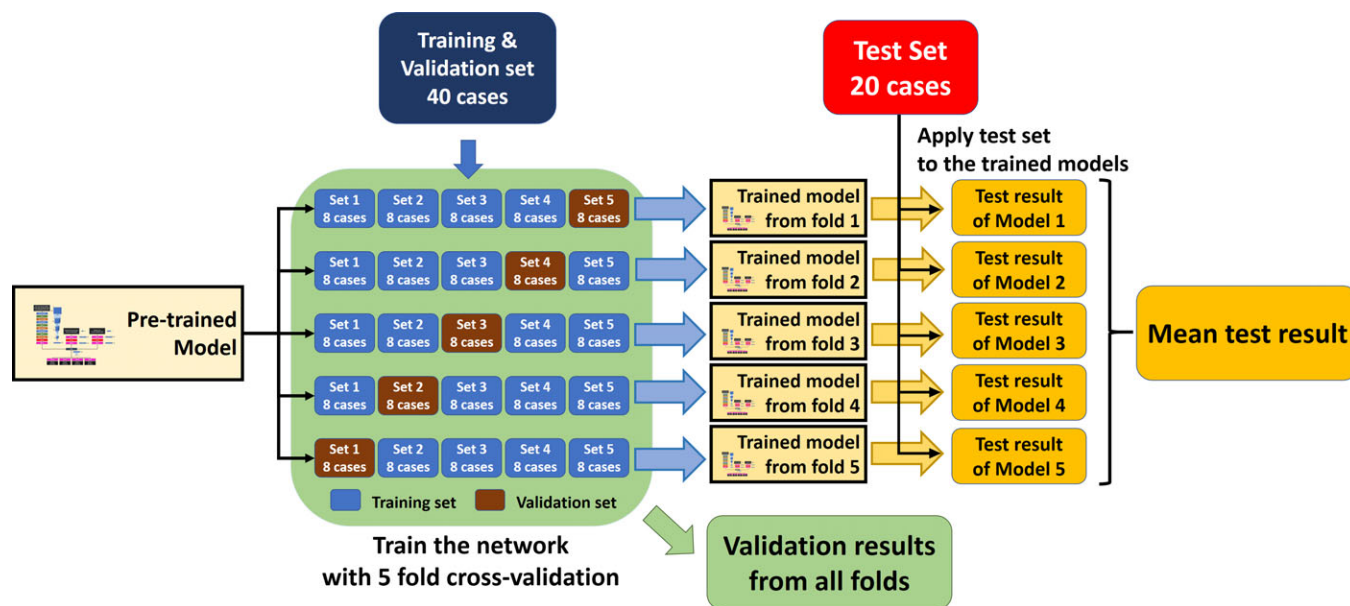 Training &
Validation set
40 cases
Test Set
20 cases
Apply test set
to the trained models
Pre-trained
Model
Set 1
8 cases
Set 2
8 cases
Set 3
8 cases
Set 4
8 cases
Set 5
8 cases
Trained model
from fold 1
Test result
of Model 1
Set 1
8 cases
Set 2
8 cases
Set 3
8 cases
Set 4
8 cases
Set 5
8 cases
Trained model
from fold 2
Test result
of Model 2
Set 1
8 cases
Set 2
8 cases
Set 3
8 cases
Set 4
8 cases
Set 5
8 cases
Trained model
from fold 3
Test result
of Model 3
Set 1
8 cases
Set 2
8 cases
Set 3
8 cases
Set 4
8 cases
Set 5
8 cases
Trained model
from fold 4
Test result
of Model 4
Set 1
8 cases
Set 2
8 cases
Set 3
8 cases
Set 4
8 cases
Set 5
8 cases
Trained model
from fold 5
Test result
of Model 5
Mean test result
Training set
Validation set
Train the network
with 5 fold cross-validation
Validation results
from all folds